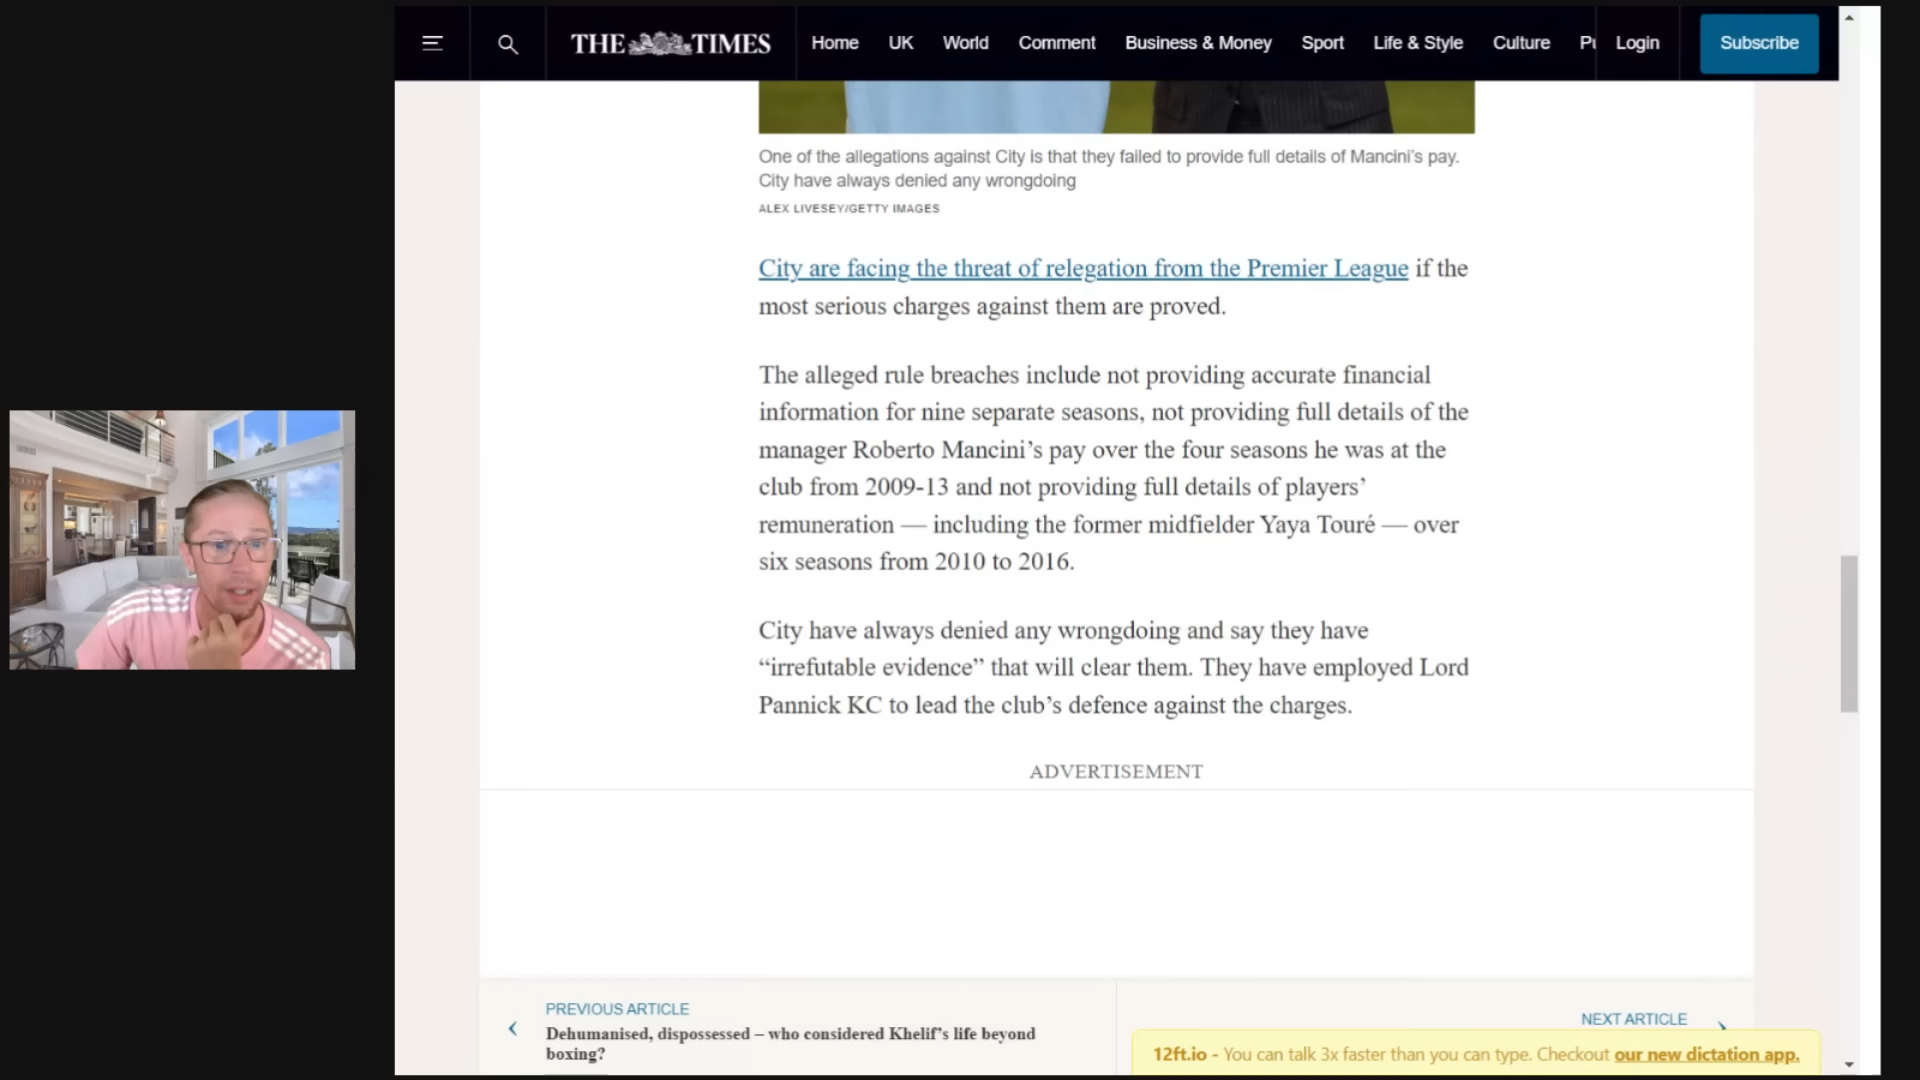 THE TIMES
Home UK World Comment Business & Money Sport Life & Style Culture Pu Login Subscribe
One of the allegations against City is that they failed to provide full details of Mancini's pay.
City have always denied any wrongdoing
ALEX LIVESEY/GETTY IMAGES
City are facing the threat of relegation from the Premier League if the
most serious charges against them are proved.
The alleged rule breaches include not providing accurate financial
information for nine separate seasons, not providing full details of the
manager Roberto Mancini’s pay over the four seasons he was at the
club from 2009-13 and not providing full details of players’
remuneration — including the former midfielder Yaya Touré — over
six seasons from 2010 to 2016.
City have always denied any wrongdoing and say they have
“irrefutable evidence” that will clear them. They have employed Lord
Pannick KC to lead the club’s defence against the charges.
ADVERTISEMENT
PREVIOUS ARTICLE
Dehumanised, dispossessed – who considered Khelif’s life beyond
boxing?
NEXT ARTICLE
12ft.io - You can talk 3x faster than you can type. Checkout our new dictation app.